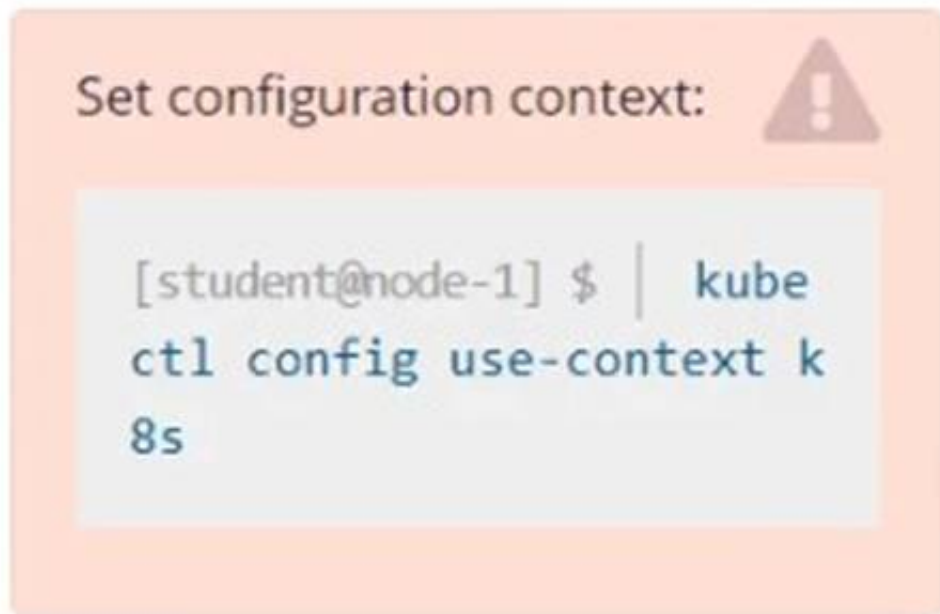 Set configuration context:
[student@node-1] $ | kube
ctl config use-context k
8s